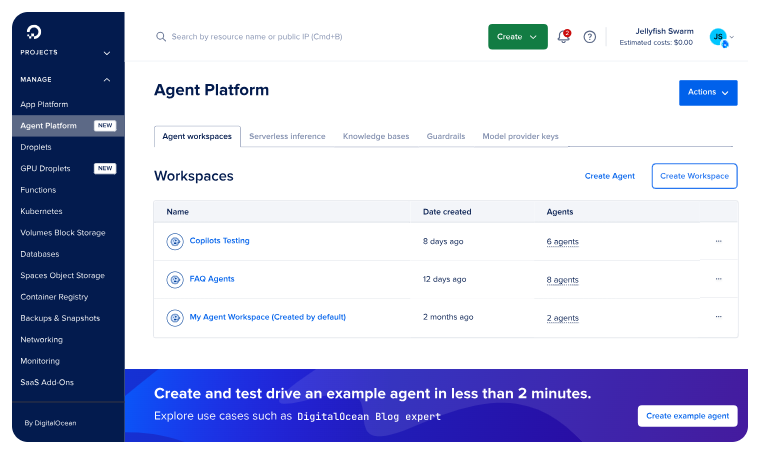 PROJECTS
MANAGE
App Platform
Agent Platform NEW
Droplets
GPU Droplets NEW
Functions
Kubernetes
Volumes Block Storage
Databases
Spaces Object Storage
Container Registry
Backups & Snapshots
Networking
Monitoring
SaaS Add-Ons
By DigitalOcean
Search by resource name or public IP (Cmd+B)
Create
2
?
Jellyfish Swarm
Estimated costs: $0.00
JS
Agent Platform
Actions
Agent workspaces Serverless inference Knowledge bases Guardrails Model provider keys
Workspaces
Create Agent
Create Workspace
Name Date created Agents
Copilots Testing 8 days ago 6 agents ...
FAQ Agents 12 days ago 8 agents ...
My Agent Workspace (Created by default) 2 months ago 2 agents ...
Create and test drive an example agent in less than 2 minutes.
Explore use cases such as DigitalOcean Blog expert
Create example agent